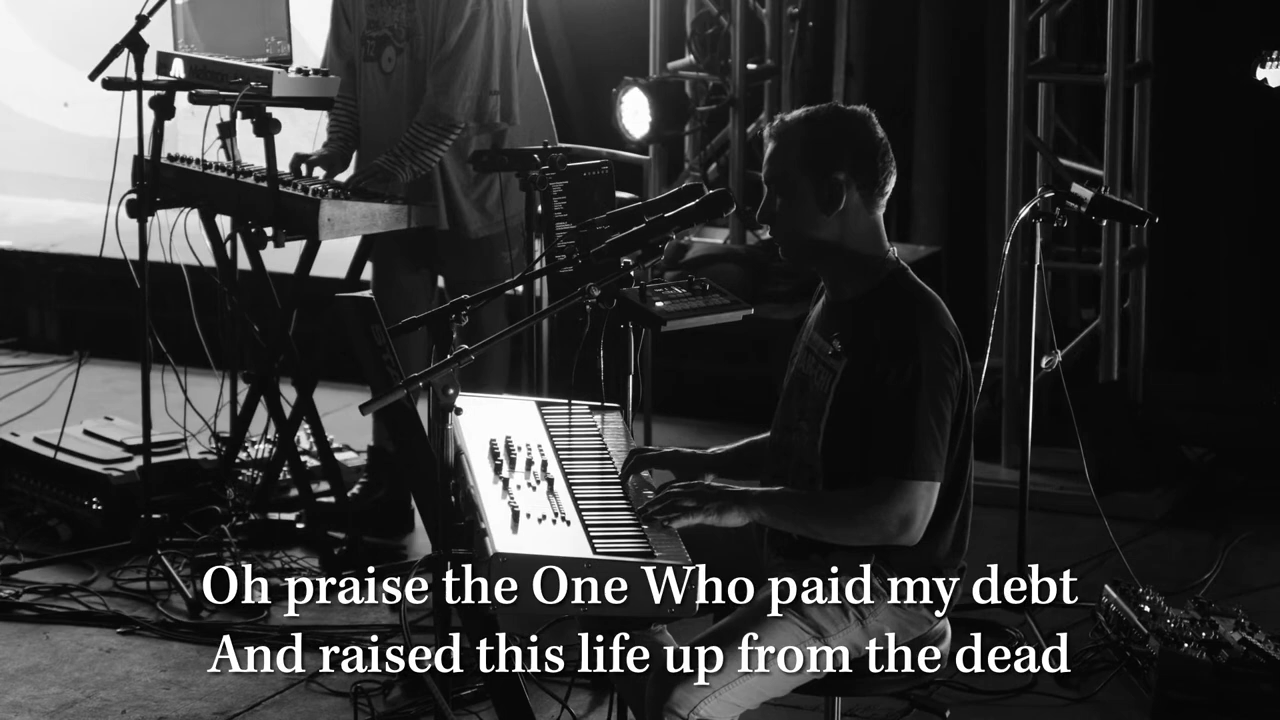 Oh praise the One Who paid my debt
And raised this life up from the dead